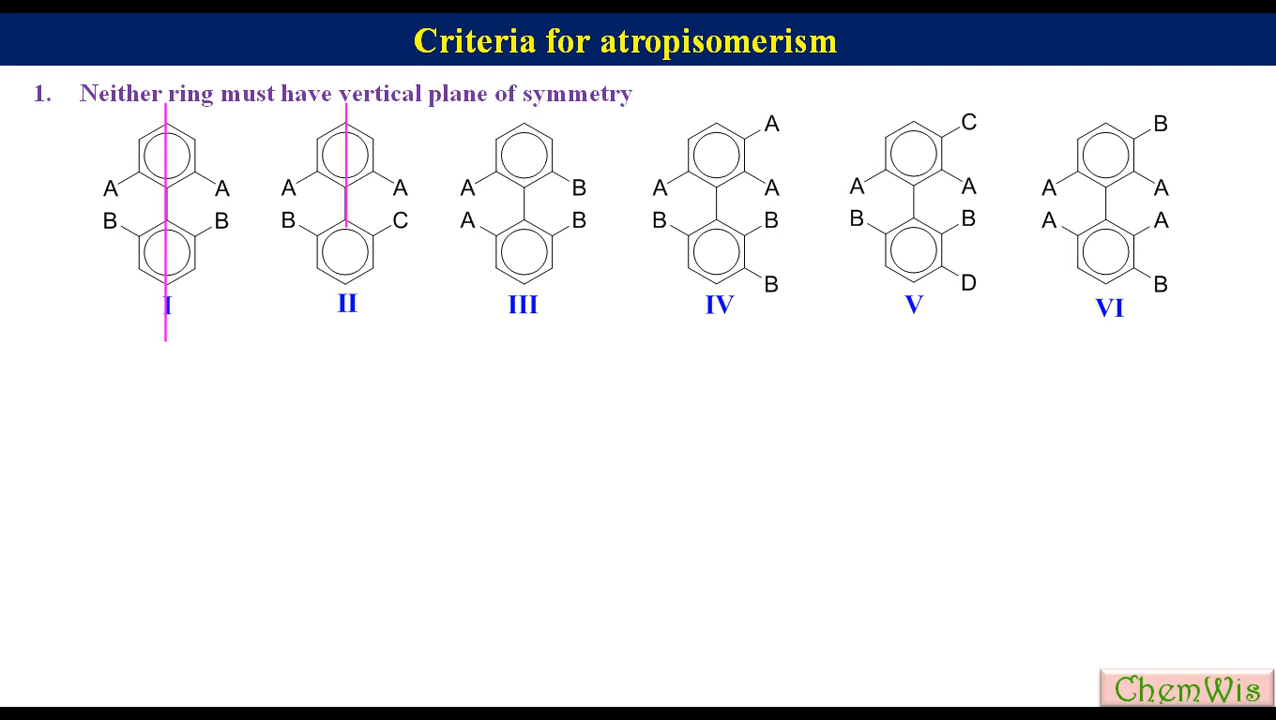 Criteria for atropisomerism
1. Neither ring must have vertical plane of symmetry
A C B
A A A B A A A A A A
B B B C A B B B B B A A
B D B
I II III IV V VI
ChemWis